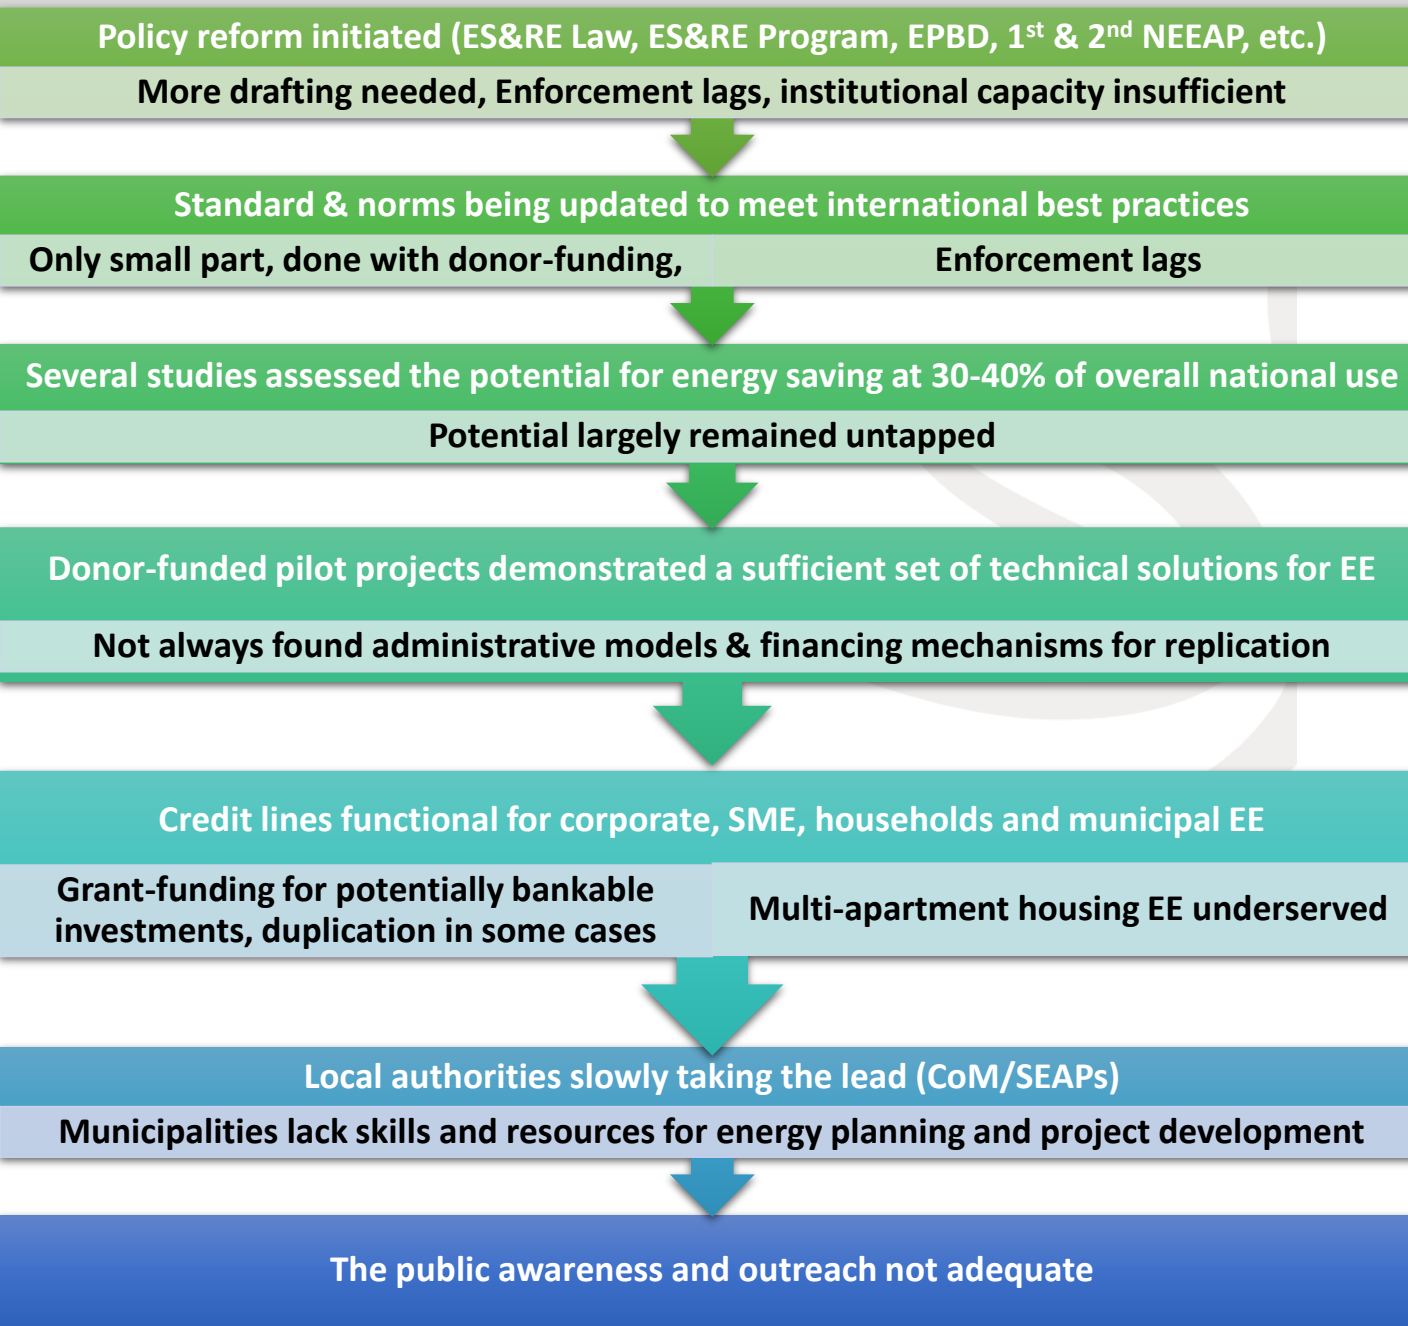 Policy reform initiated (ES&RE Law, ES&RE Program, EPBD, 1st & 2nd NEEAP, etc.)
More drafting needed, Enforcement lags, institutional capacity insufficient
Standard & norms being updated to meet international best practices
Only small part, done with donor-funding,
Enforcement lags
Several studies assessed the potential for energy saving at 30-40% of overall national use
Potential largely remained untapped
Donor-funded pilot projects demonstrated a sufficient set of technical solutions for EE
Not always found administrative models & financing mechanisms for replication
Credit lines functional for corporate, SME, households and municipal EE
Grant-funding for potentially bankable
investments, duplication in some cases
Multi-apartment housing EE underserved
Local authorities slowly taking the lead (CoM/SEAPs)
Municipalities lack skills and resources for energy planning and project development
The public awareness and outreach not adequate